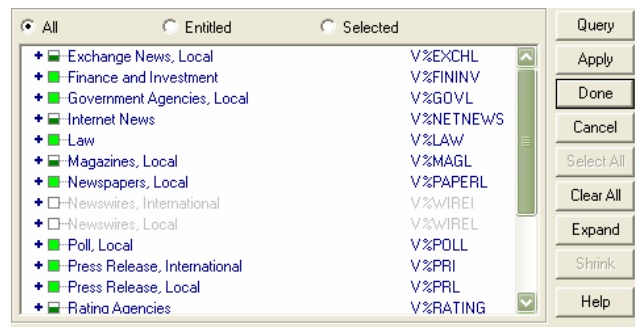 All Entitled Selected Query
Exchange News, Local V%EXCHL
Apply
Finance and Investment V%FININV
Government Agencies, Local V%GOVL
Done
Internet News V%NETNEWS
Cancel
Law V%LAW
Magazines, Local V%MAGL
Select All
Newspapers, Local V%PAPERL
Clear All
Newswires, International V%WIREI
Newswires, Local V%WIREL
Expand
Poll, Local V%POLL
Press Release, International V%PRI
Shrink
Press Release, Local V%PRL
Rating Agencies V%RATING
Help